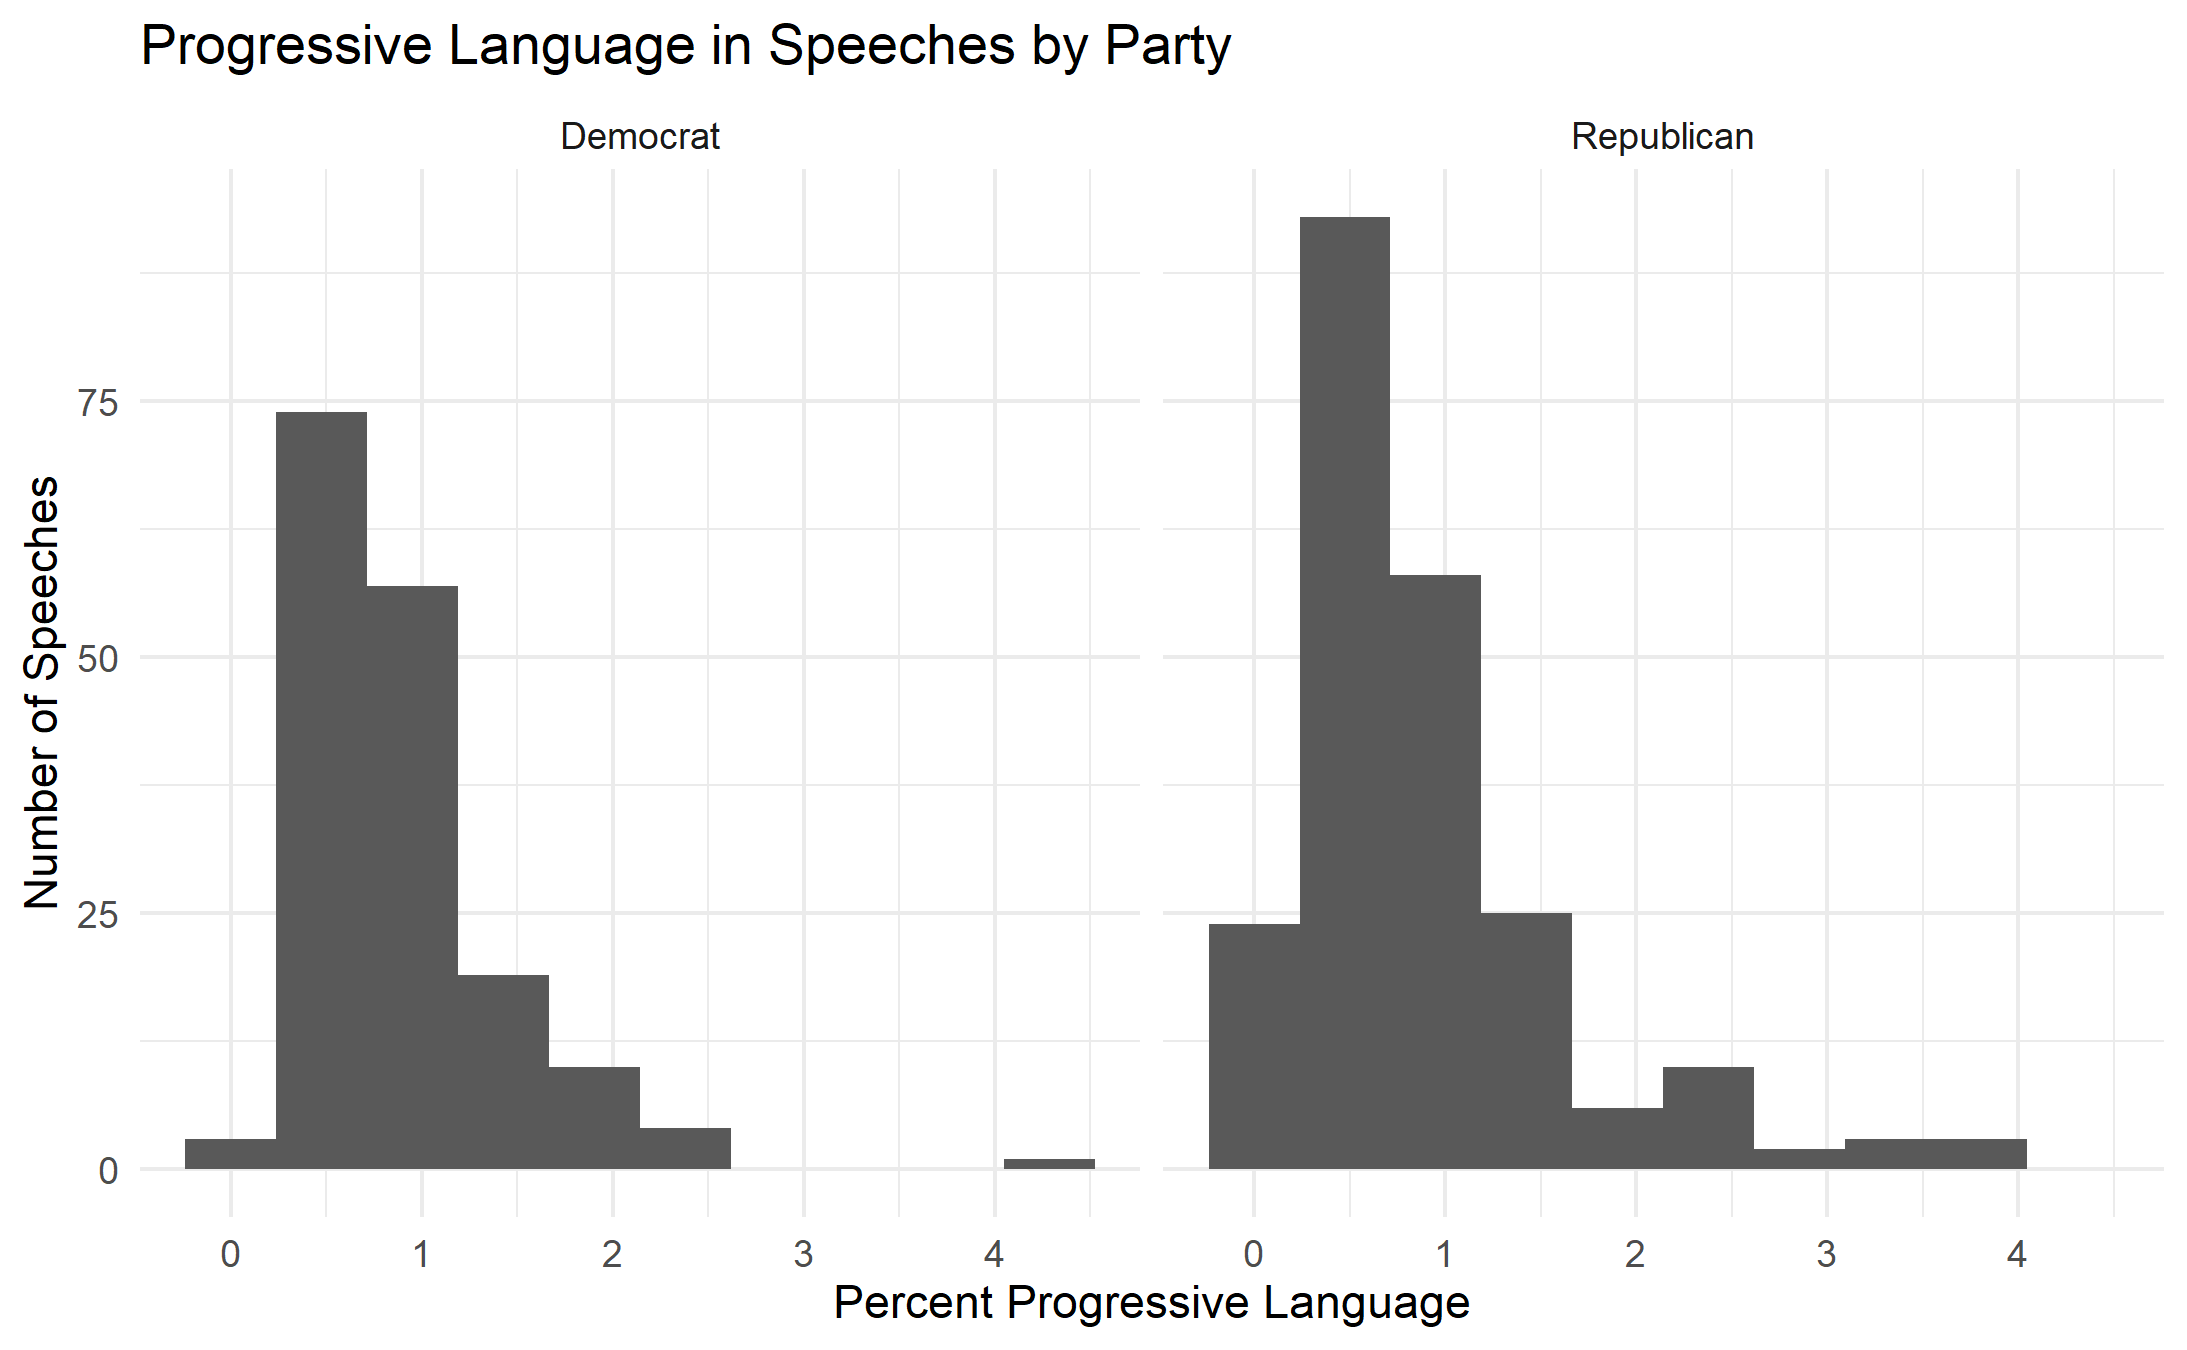 Progressive Language in Speeches by Party
Democrat
Republican
Number of Speeches
75
50
25
0
0 1 2 3 4
0 1 2 3 4
Percent Progressive Language